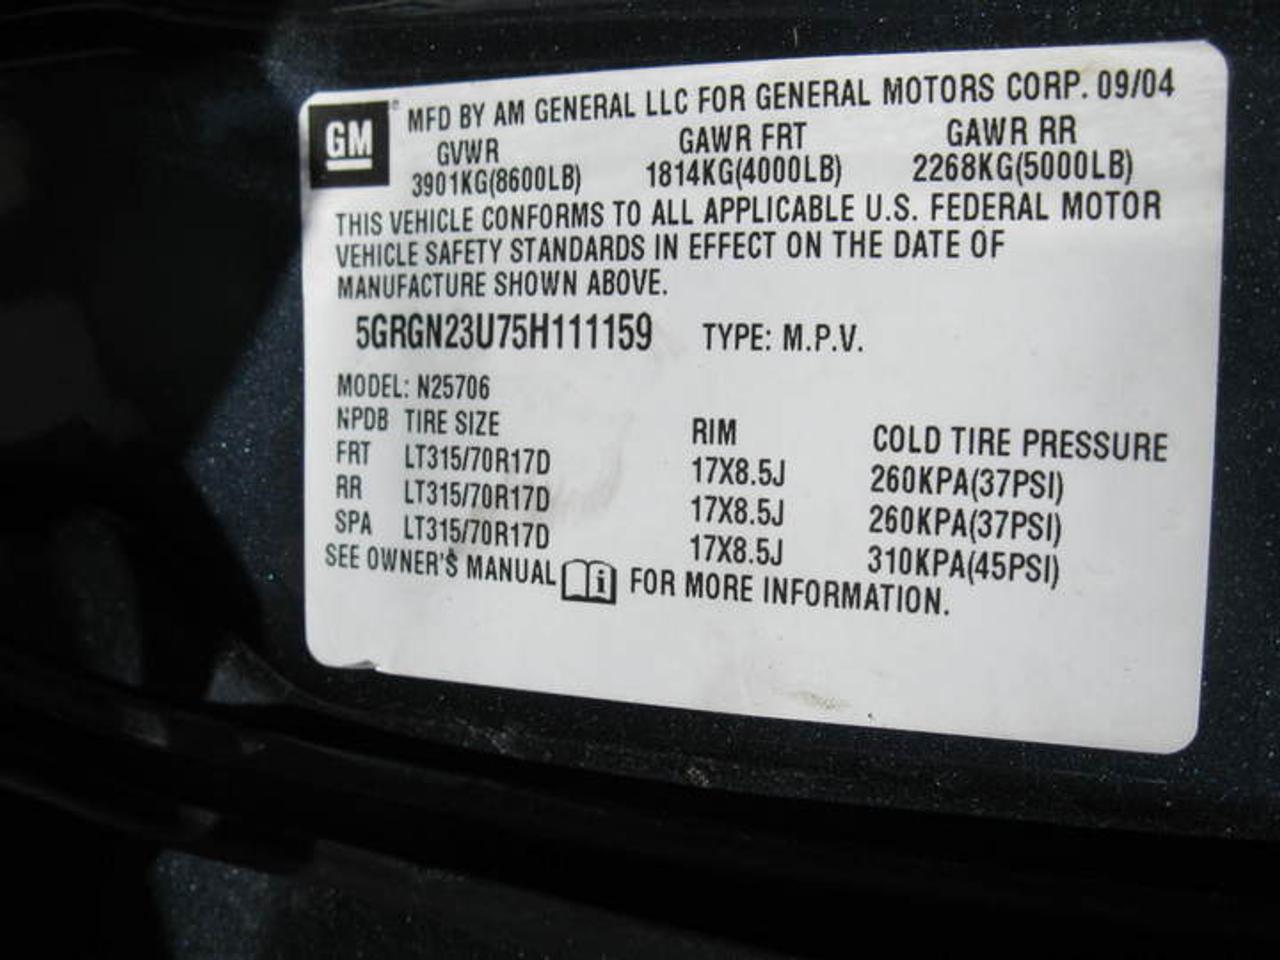 GM® MFD BY AM GENERAL LLC FOR GENERAL MOTORS CORP. 09/04
GVWR GAWR FRT GAWR RR
3901KG(8600LB) 1814KG(4000LB) 2268KG(5000LB)
THIS VEHICLE CONFORMS TO ALL APPLICABLE U.S. FEDERAL MOTOR
VEHICLE SAFETY STANDARDS IN EFFECT ON THE DATE OF
MANUFACTURE SHOWN ABOVE.
5GRGN23U75H111159 TYPE: M.P.V.
MODEL: N25706
NPDB TIRE SIZE RIM COLD TIRE PRESSURE
FRT LT315/70R17D 17X8.5J 260KPA(37PSI)
RR LT315/70R17D 17X8.5J 260KPA(37PSI)
SPA LT315/70R17D 17X8.5J 310KPA(45PSI)
SEE OWNER'S MANUAL i FOR MORE INFORMATION.